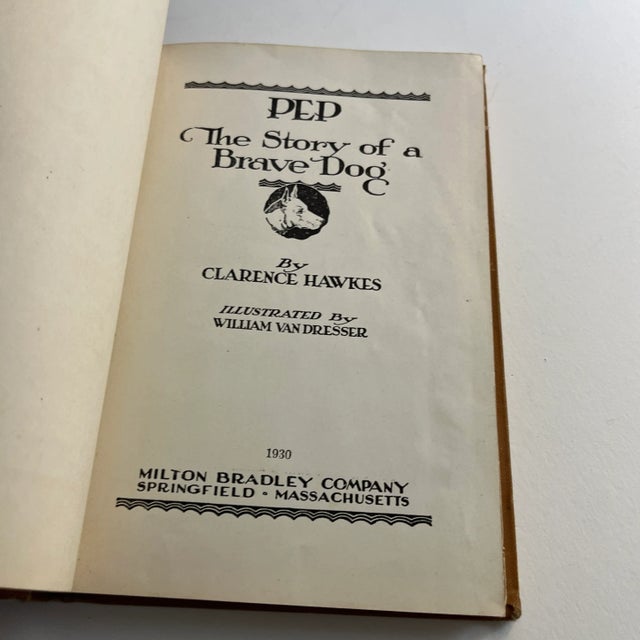 PEP
The Story of a
Brave Dog
By
CLARENCE HAWKES
ILLUSTRATED By
WILLIAM VAN DRESSER
1930
MILTON BRADLEY COMPANY
SPRINGFIELD • MASSACHUSETTS